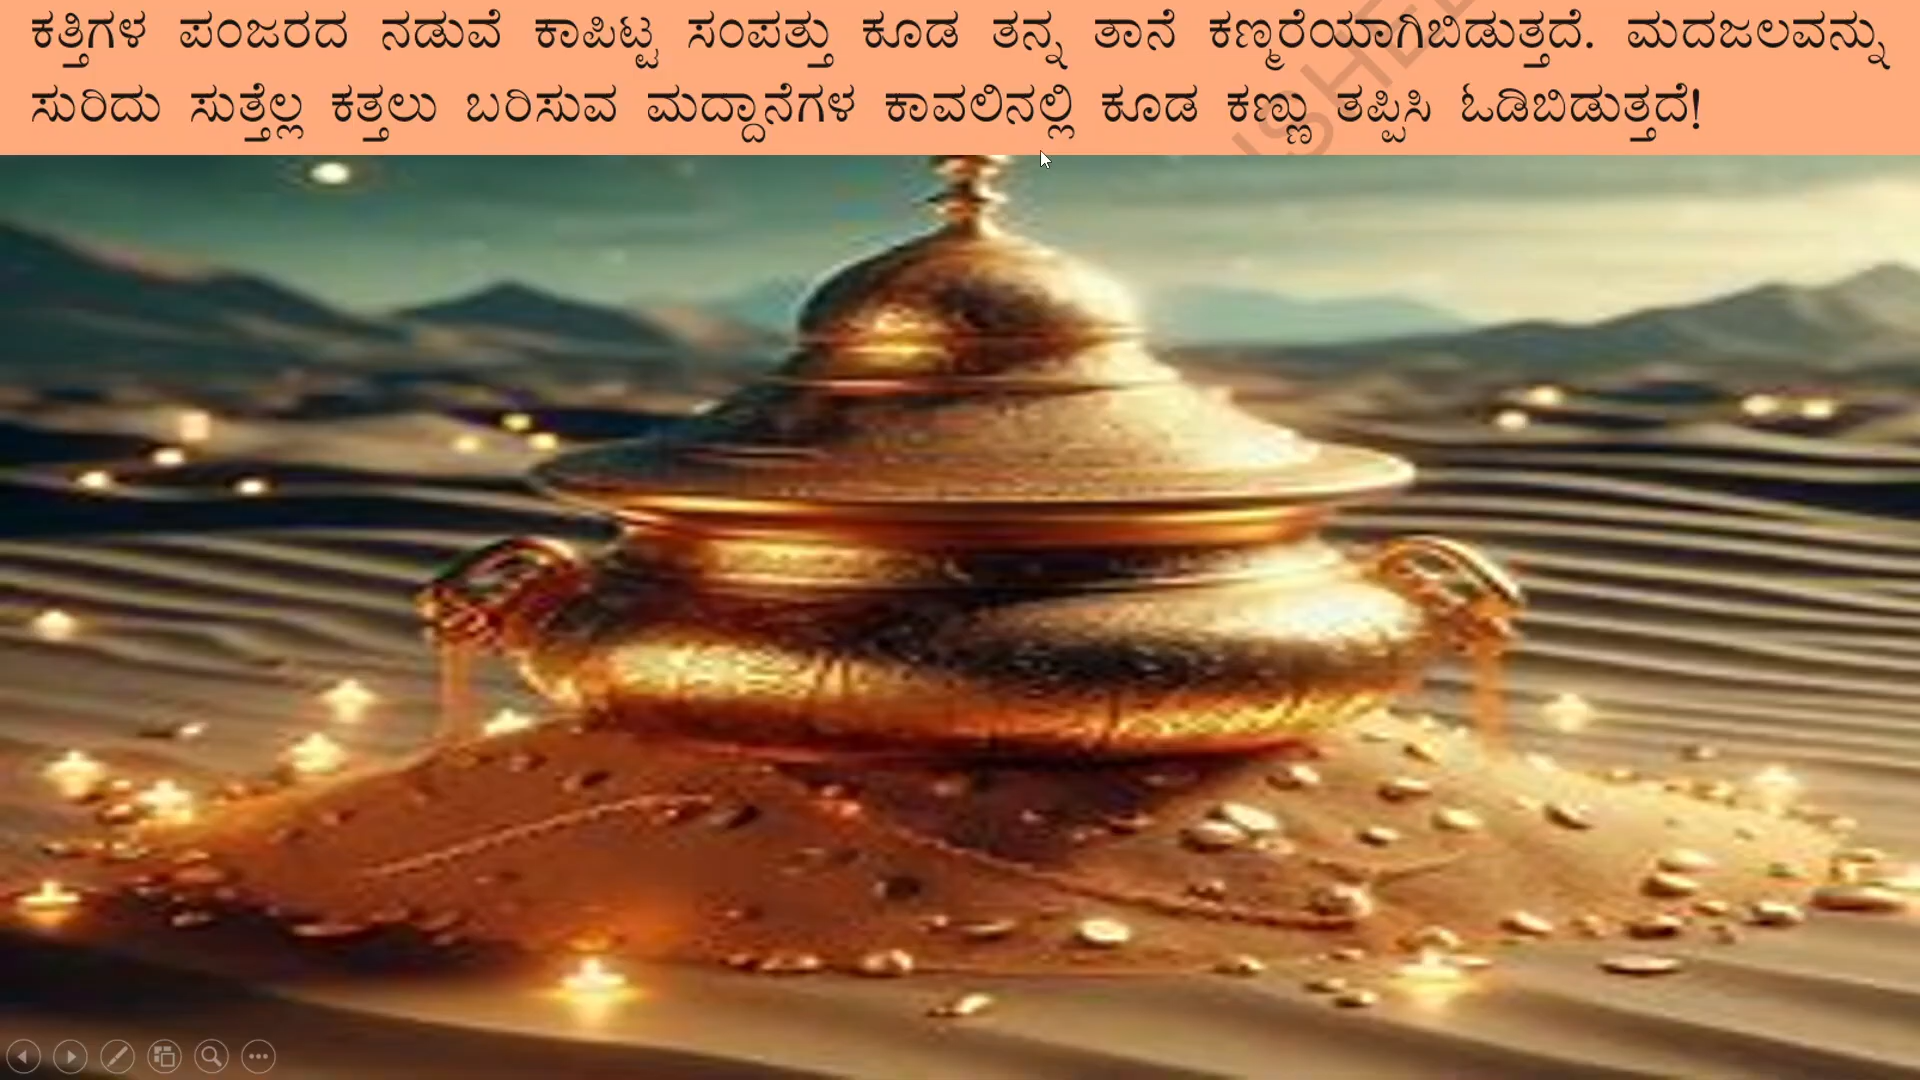 ಕತ್ತಿಗಳ ಪಂಜರದ ನಡುವೆ ಕಾಪಿಟ್ಟ ಸಂಪತ್ತು ಕೂಡ ತನ್ನ ತಾನೆ ಕಣ್ಮರೆಯಾಗಿಬಿಡುತ್ತದೆ. ಮದಜಲವನ್ನು
ಸುರಿದು ಸುತ್ತೆಲ್ಲ ಕತ್ತಲು ಬರಿಸುವ ಮದ್ದಾನೆಗಳ ಕಾವಲಿನಲ್ಲಿ ಕೂಡ ಕಣ್ಣು ತಪ್ಪಿಸಿ ಓಡಿಬಿಡುತ್ತದೆ!